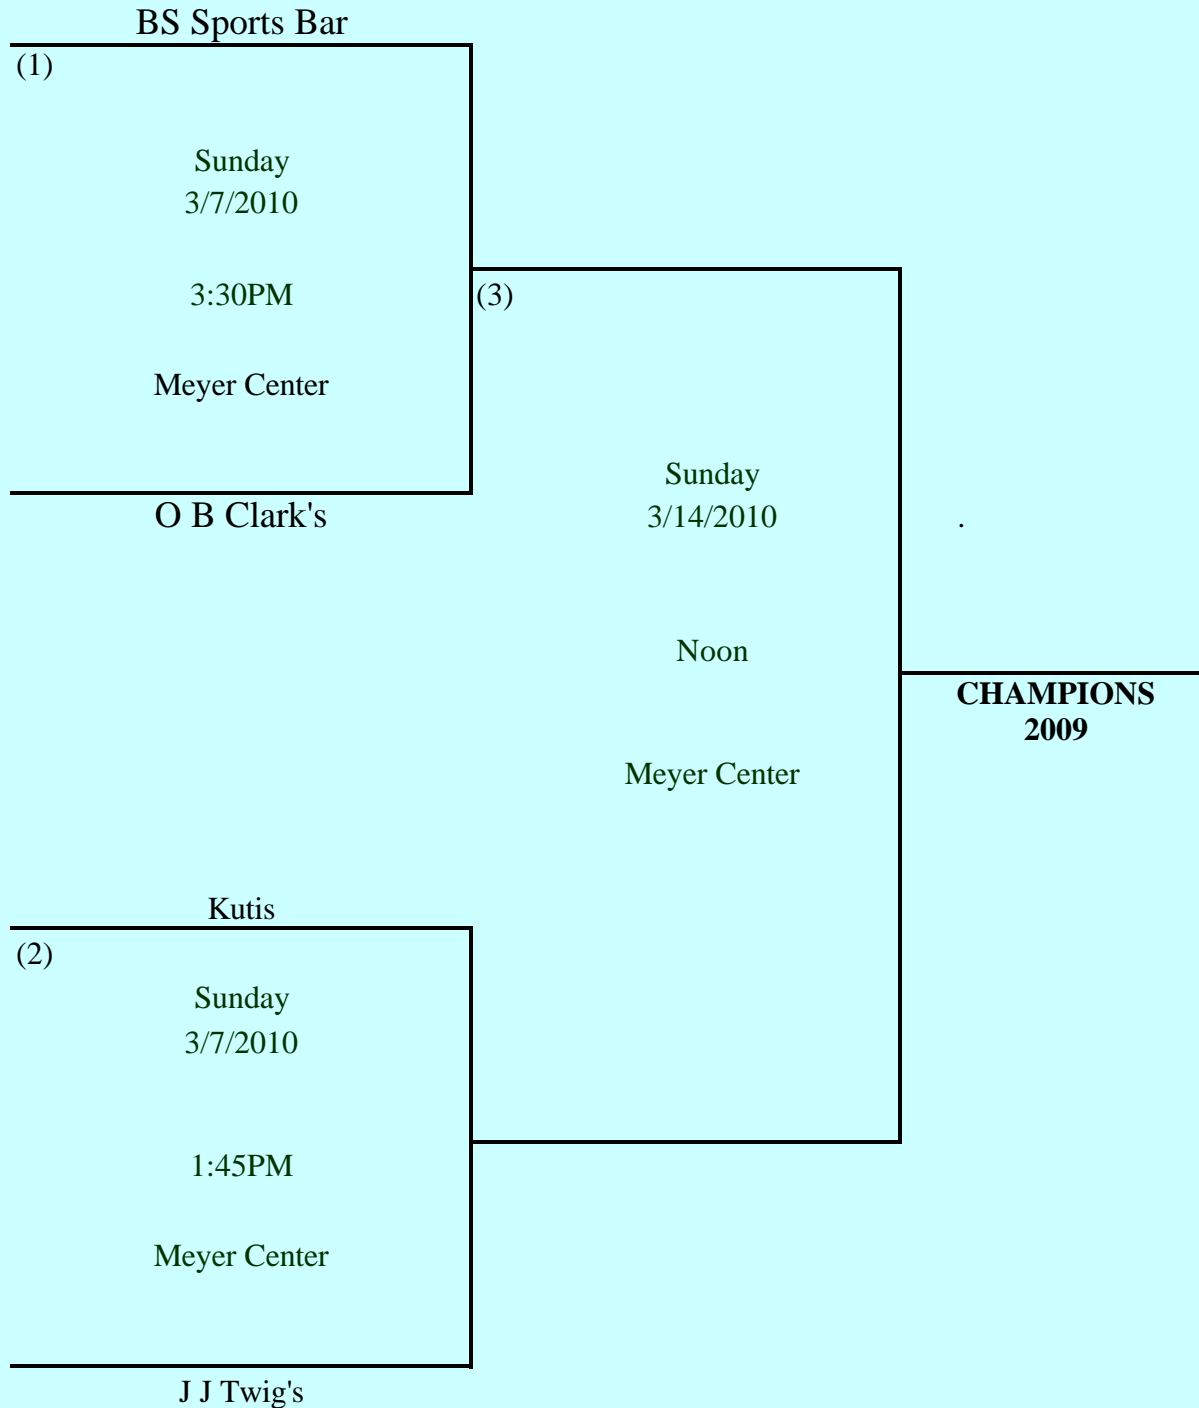 BS Sports Bar
(1)
Sunday
3/7/2010
3:30PM
(3)
Meyer Center
O B Clark's
Sunday
3/14/2010
.
Noon
Meyer Center
CHAMPIONS
2009
Kutis
(2)
Sunday
3/7/2010
1:45PM
Meyer Center
J J Twig's